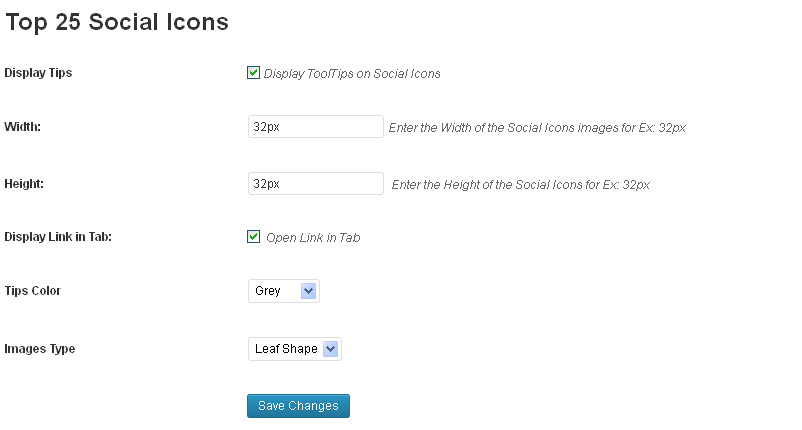 Top 25 Social Icons
Display Tips Display ToolTips on Social Icons
Width: 32px Enter the Width of the Social Icons images for Ex: 32px
Height: 32px Enter the Height of the Social Icons for Ex: 32px
Display Link in Tab: Open Link in Tab
Tips Color Grey
Images Type Leaf Shape
Save Changes